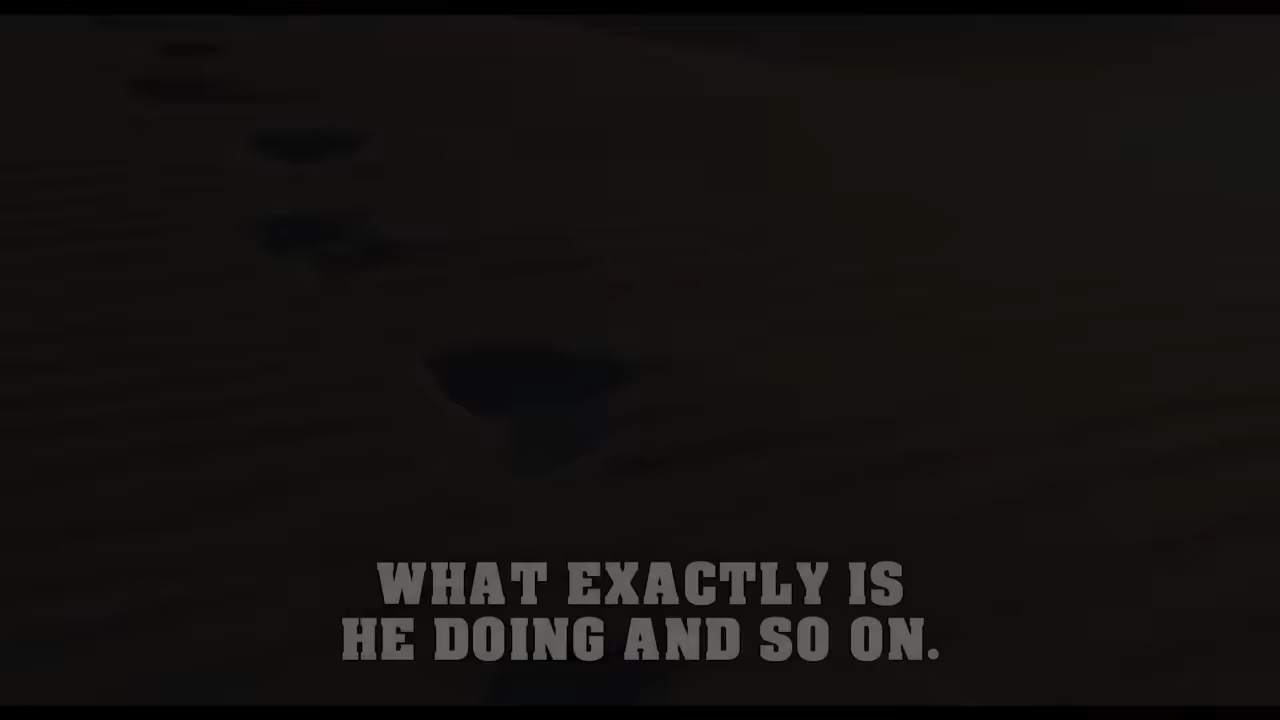 WHAT EXACTLY IS
HE DOING AND SO ON.